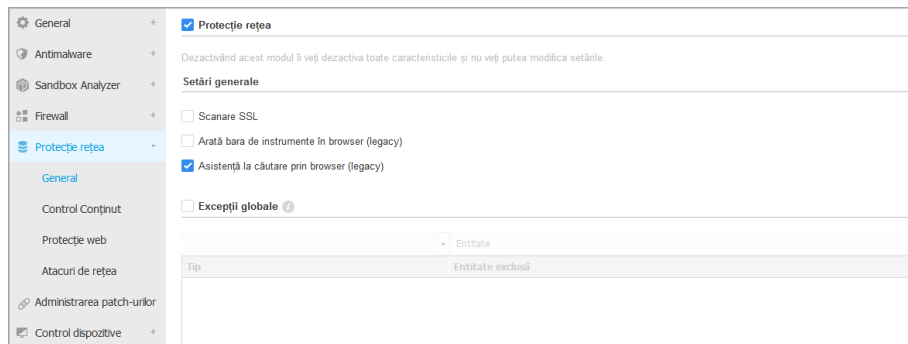 General +
Antimalware +
Sandbox Analyzer +
Firewall +
Protecție rețea -
General
Control Conținut
Protecție web
Atacuri de rețea
Administrarea patch-urilor
Control dispozitive +
Protecție rețea
Dezactivând acest modul îi veți dezactiva toate caracteristicile și nu veți putea modifica setările.
Setări generale
Scanare SSL
Arată bara de instrumente în browser (legacy)
Asistență la căutare prin browser (legacy)
Excepții globale
Entitate
Tip Entitate exclusă